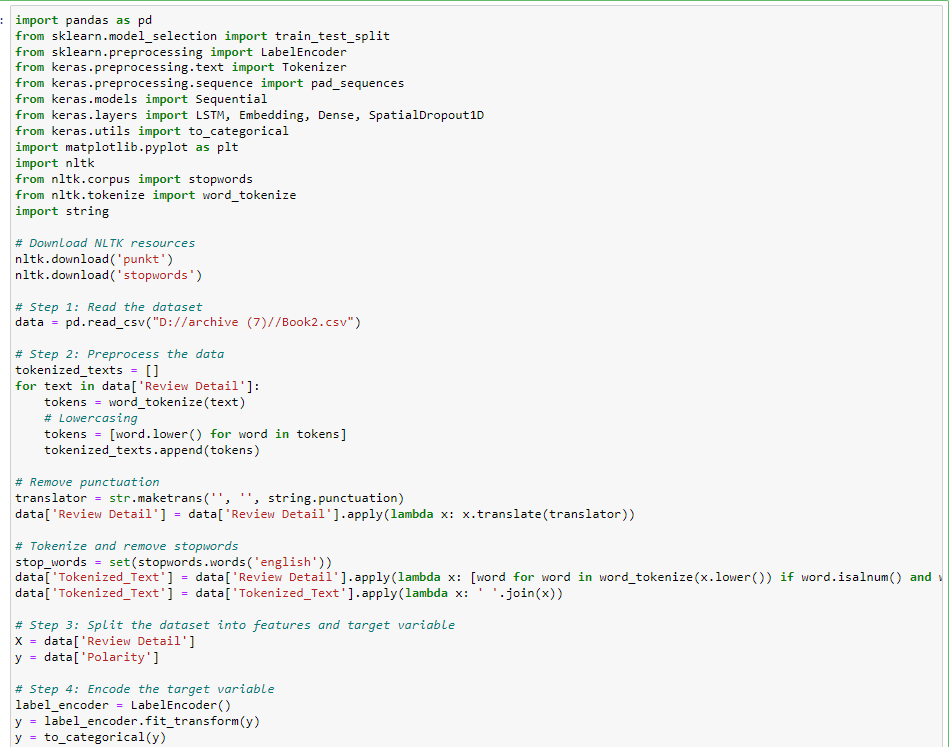 :
import pandas as pd
from sklearn.model_selection import train_test_split
from sklearn.preprocessing import LabelEncoder
from keras.preprocessing.text import Tokenizer
from keras.preprocessing.sequence import pad_sequences
from keras.models import Sequential
from keras.layers import LSTM, Embedding, Dense, SpatialDropout1D
from keras.utils import to_categorical
import matplotlib.pyplot as plt
import nltk
from nltk.corpus import stopwords
from nltk.tokenize import word_tokenize
import string

# Download NLTK resources
nltk.download('punkt')
nltk.download('stopwords')

# Step 1: Read the dataset
data = pd.read_csv("D://archive (7)//Book2.csv")

# Step 2: Preprocess the data
tokenized_texts = []
for text in data['Review Detail']:
    tokens = word_tokenize(text)
    # Lowercasing
    tokens = [word.lower() for word in tokens]
    tokenized_texts.append(tokens)

# Remove punctuation
translator = str.maketrans('', '', string.punctuation)
data['Review Detail'] = data['Review Detail'].apply(lambda x: x.translate(translator))

# Tokenize and remove stopwords
stop_words = set(stopwords.words('english'))
data['Tokenized_Text'] = data['Review Detail'].apply(lambda x: [word for word in word_tokenize(x.lower()) if word.isalnum() and
data['Tokenized_Text'] = data['Tokenized_Text'].apply(lambda x: ' '.join(x))

# Step 3: Split the dataset into features and target variable
X = data['Review Detail']
y = data['Polarity']

# Step 4: Encode the target variable
label_encoder = LabelEncoder()
y = label_encoder.fit_transform(y)
y = to_categorical(y)